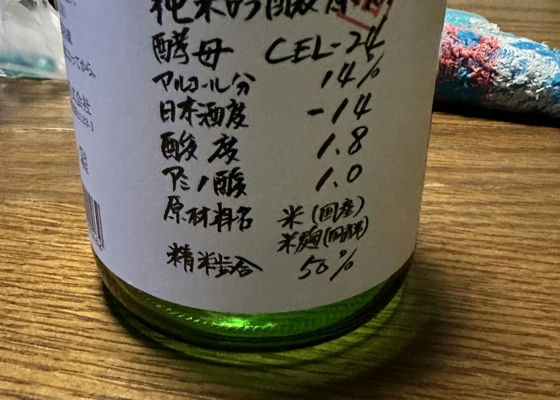 純米吟醸原酒
酵母 CEL-24
アルコール分 14%
日本酒度 -14
酸度 1.8
アミノ酸 1.0
原材料名 米(国産)
米麹(国産米)
精米歩合 50%